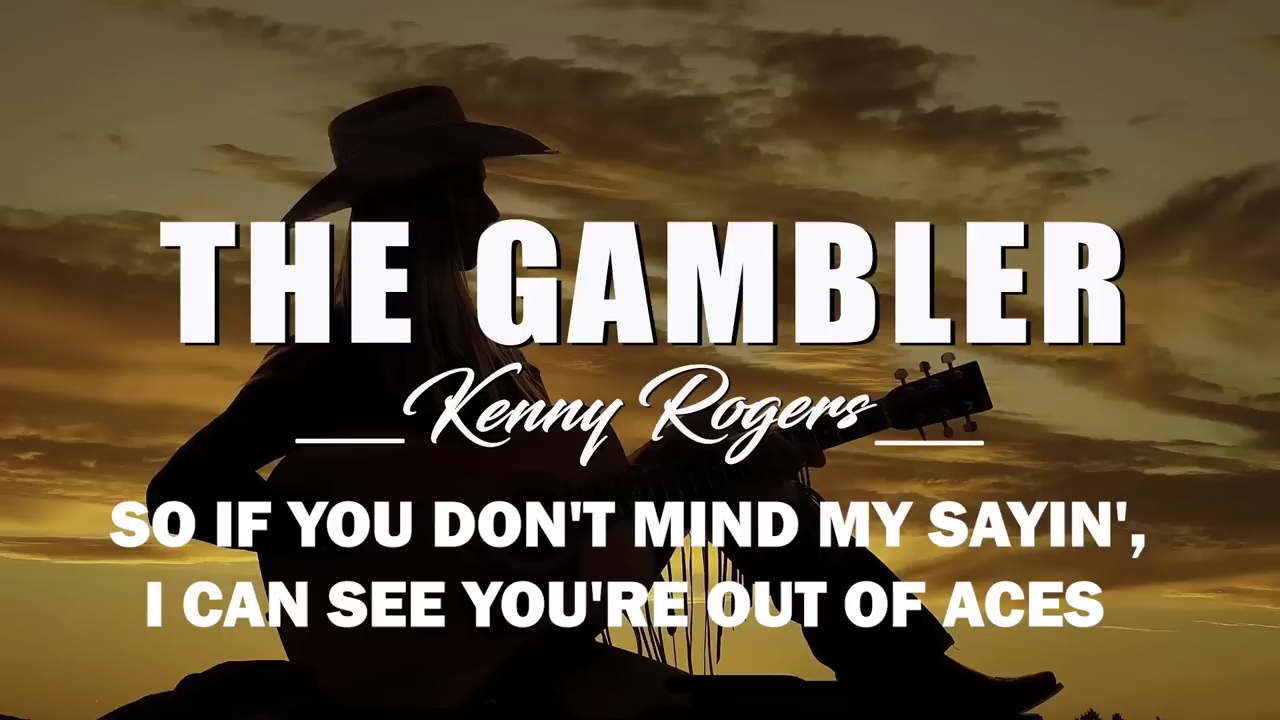 THE GAMBLER
Kenny Rogers
SO IF YOU DON'T MIND MY SAYIN',
I CAN SEE YOU'RE OUT OF ACES